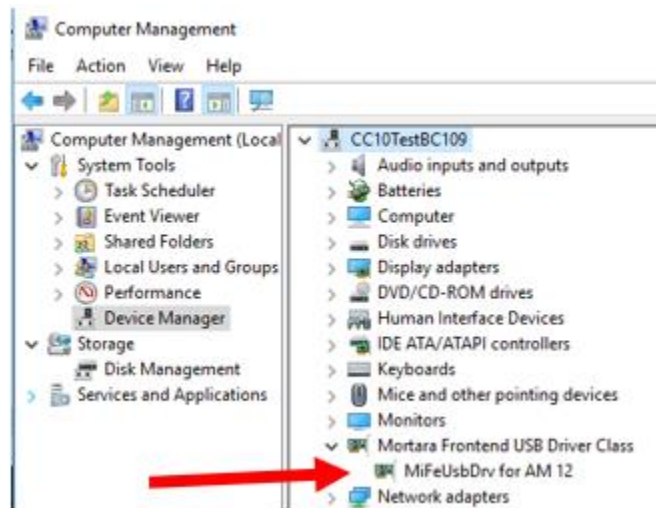 Computer Management
File Action View Help
Computer Management (Local
System Tools
Task Scheduler
Event Viewer
Shared Folders
Local Users and Groups
Performance
Device Manager
Storage
Disk Management
Services and Applications
CC10TestBC109
Audio inputs and outputs
Batteries
Computer
Disk drives
Display adapters
DVD/CD-ROM drives
Human Interface Devices
IDE ATA/ATAPI controllers
Keyboards
Mice and other pointing devices
Monitors
Mortara Frontend USB Driver Class
MiFeUsbDrv for AM 12
Network adapters